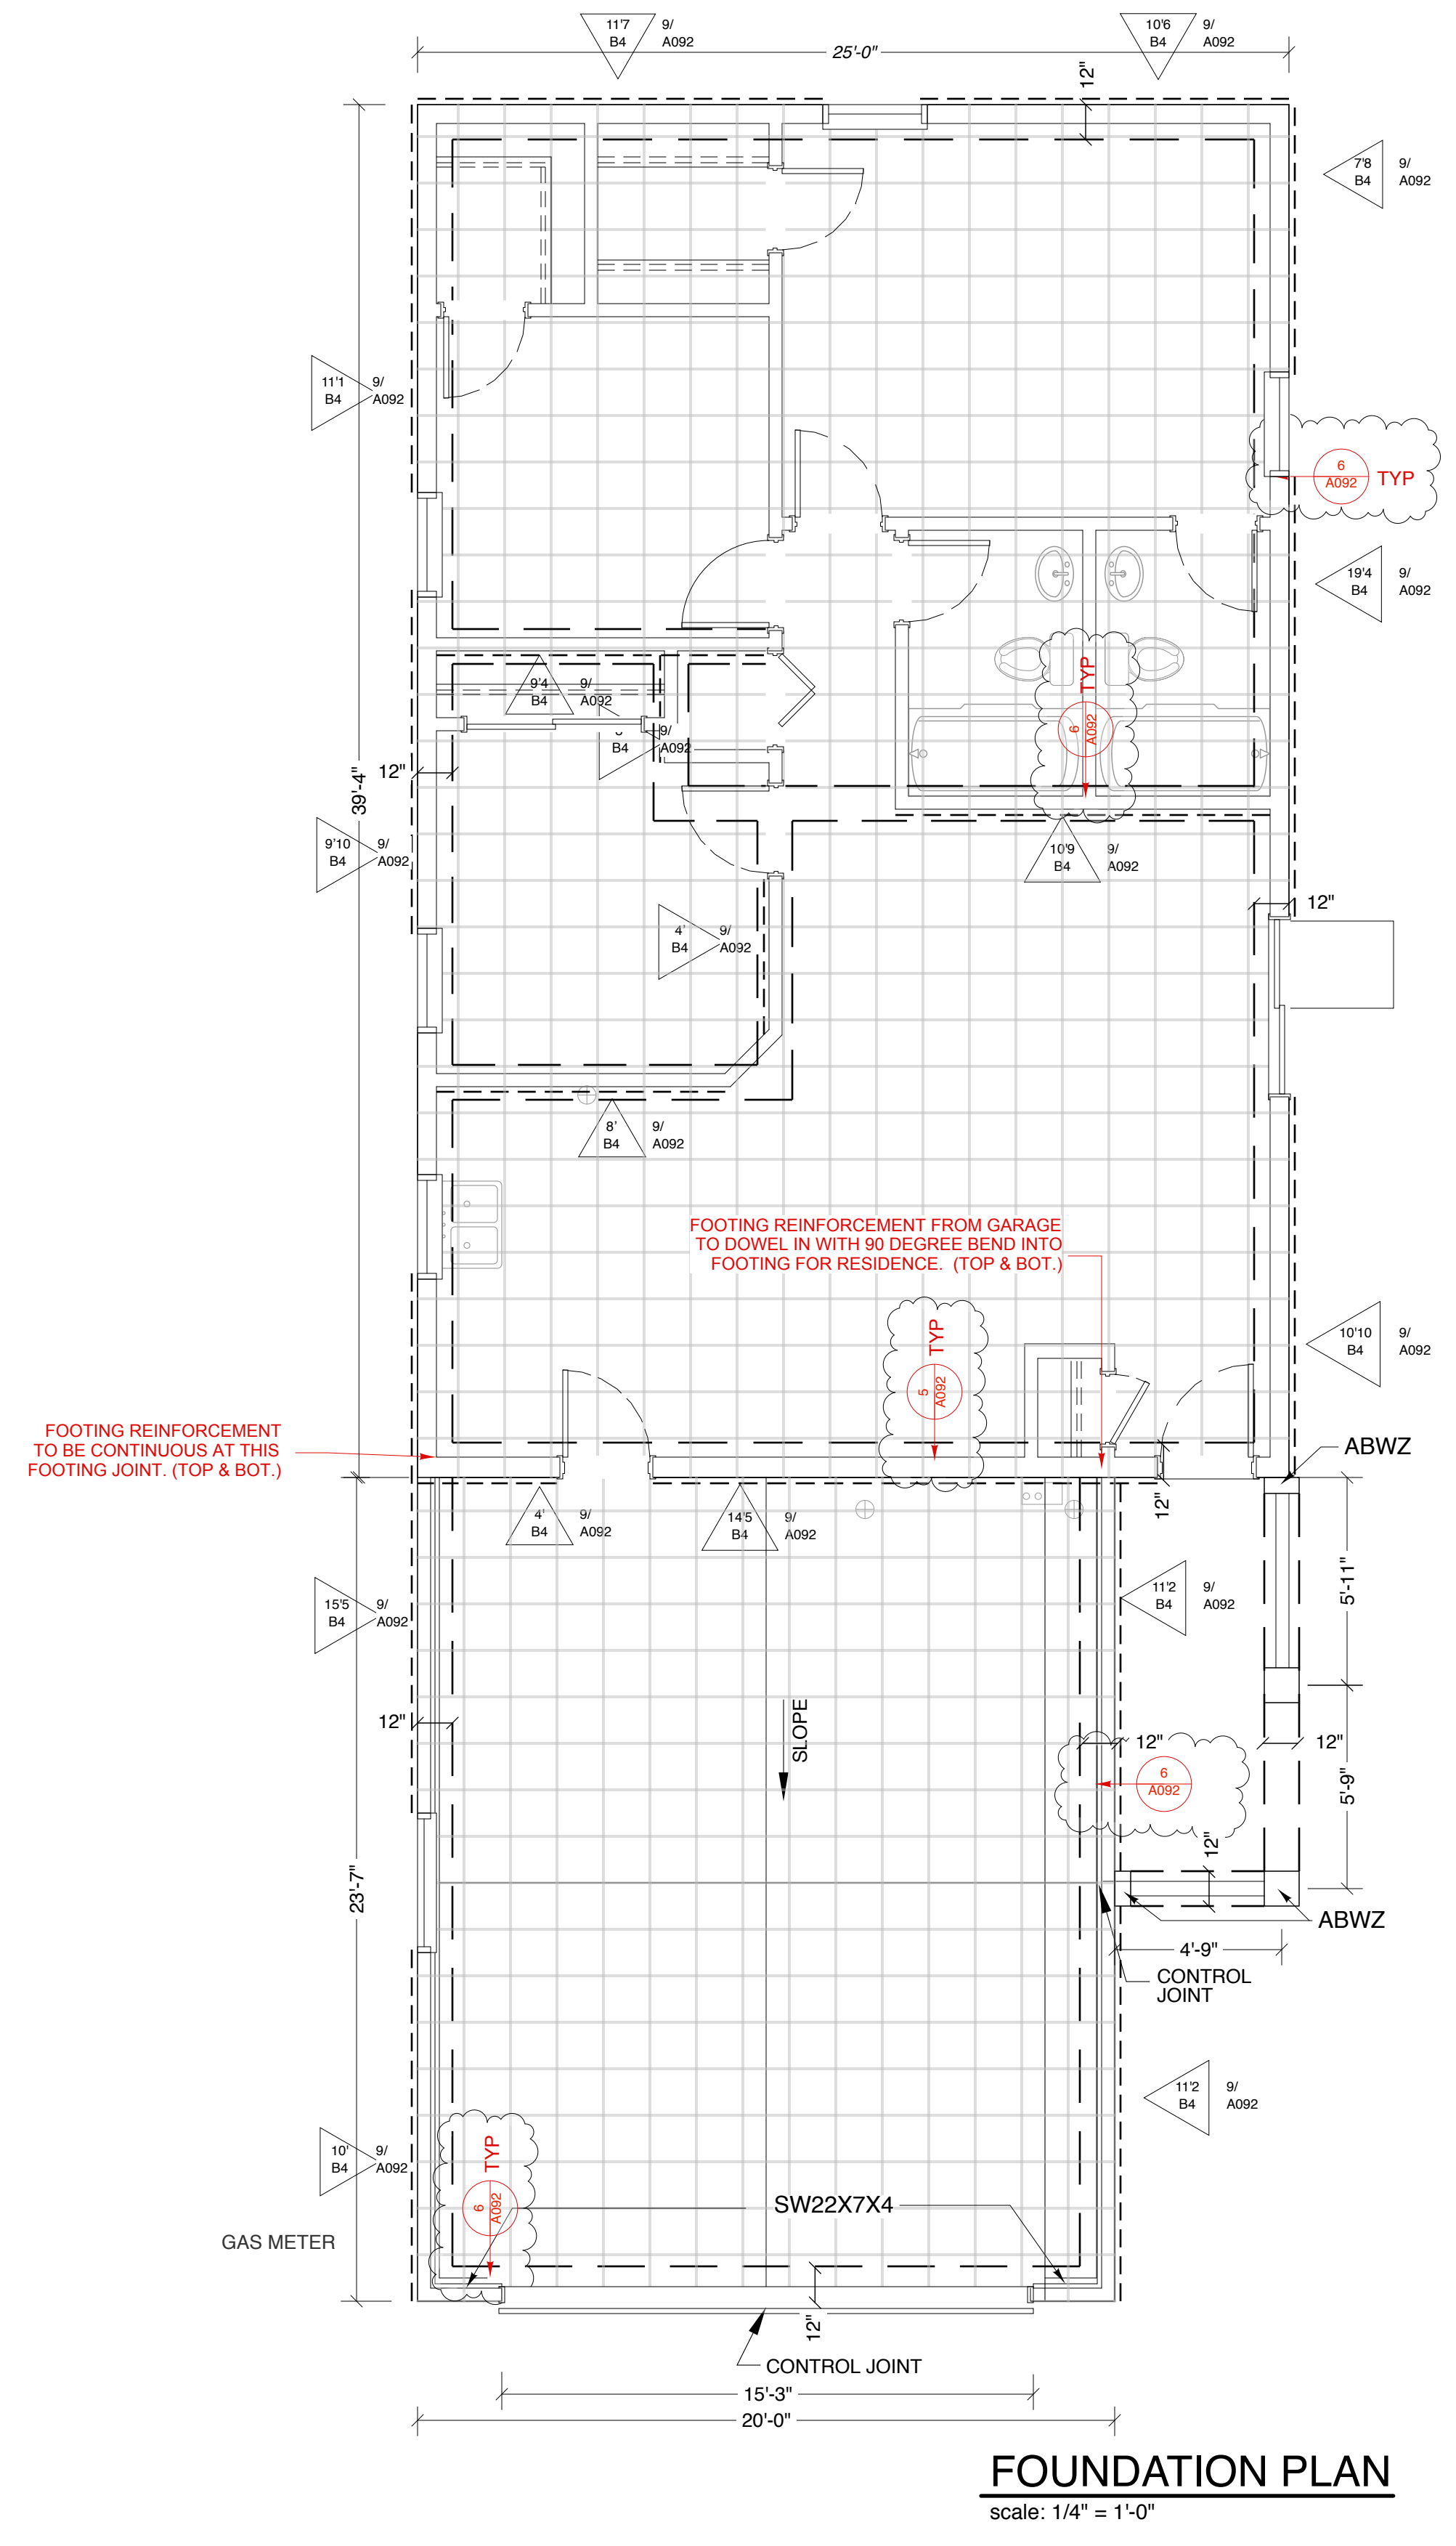 11'7
B4
9/
A092
10'6
B4
9/
A092
25'-0"
12"
7'8
B4
9/
A092
11'1
B4
9/
A092
6
A092
TYP
19'4
B4
9/
A092
TYP
6
A092
9'4
B4
9/
A092
B4
9/
A092
12"
39'-4"
9'10
B4
9/
A092
10'9
B4
9/
A092
12"
4'
B4
9/
A092
8'
B4
9/
A092
FOOTING REINFORCEMENT FROM GARAGE
TO DOWEL IN WITH 90 DEGREE BEND INTO
FOOTING FOR RESIDENCE. (TOP & BOT.)
TYP
5
A092
10'10
B4
9/
A092
FOOTING REINFORCEMENT
TO BE CONTINUOUS AT THIS
FOOTING JOINT. (TOP & BOT.)
ABWZ
12"
4'
B4
9/
A092
14'5
B4
9/
A092
5'-11"
15'5
B4
9/
A092
11'2
B4
9/
A092
SLOPE
12"
12"
12"
6
A092
5'-9"
12"
23'-7"
ABWZ
4'-9"
CONTROL
JOINT
11'2
B4
9/
A092
10'
B4
9/
A092
TYP
6
A092
SW22X7X4
GAS METER
12"
CONTROL JOINT
15'-3"
20'-0"
FOUNDATION PLAN
scale: 1/4" = 1'-0"